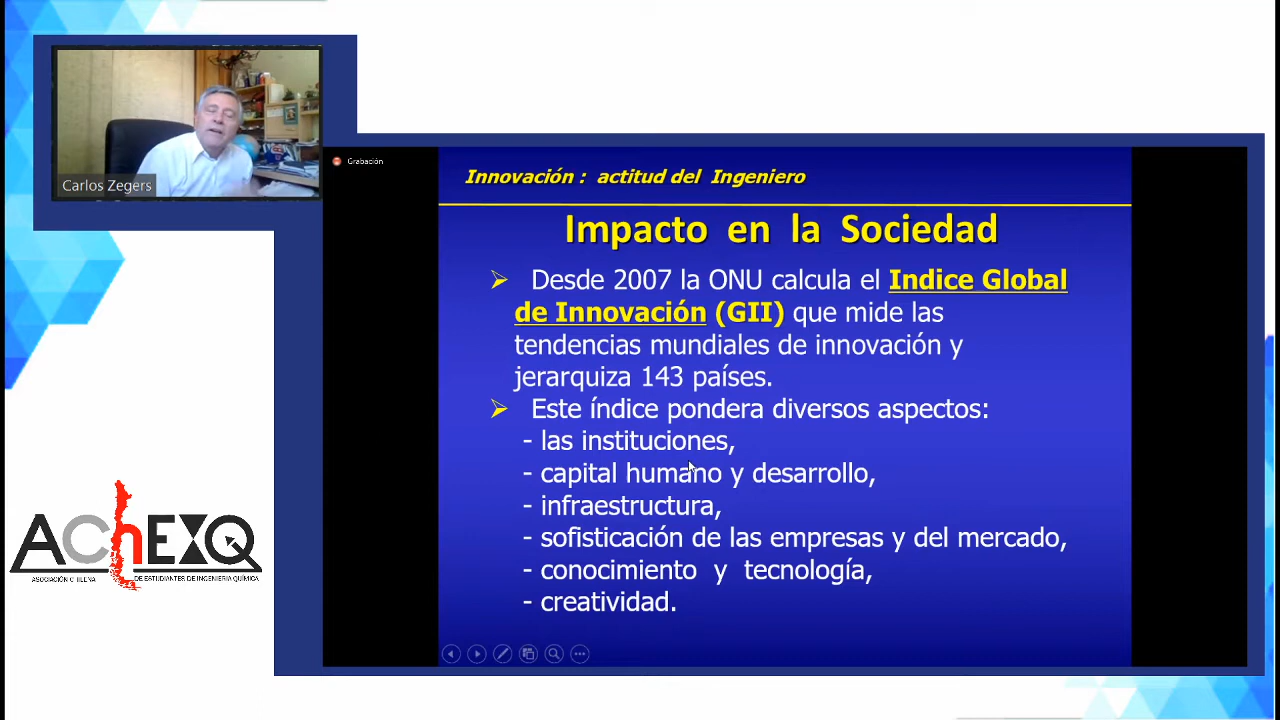 Carlos Zegers
Grabación
Innovación : actitud del Ingeniero
Impacto en la Sociedad
➢ Desde 2007 la ONU calcula el Indice Global
de Innovación (GII) que mide las
tendencias mundiales de innovación y
jerarquiza 143 países.
➢ Este índice pondera diversos aspectos:
- las instituciones,
- capital humano y desarrollo,
- infraestructura,
- sofisticación de las empresas y del mercado,
- conocimiento y tecnología,
- creatividad.
AChEXQ
ASOCIACIÓN CHILENA DE ESTUDIANTES DE INGENIERIA QUÍMICA